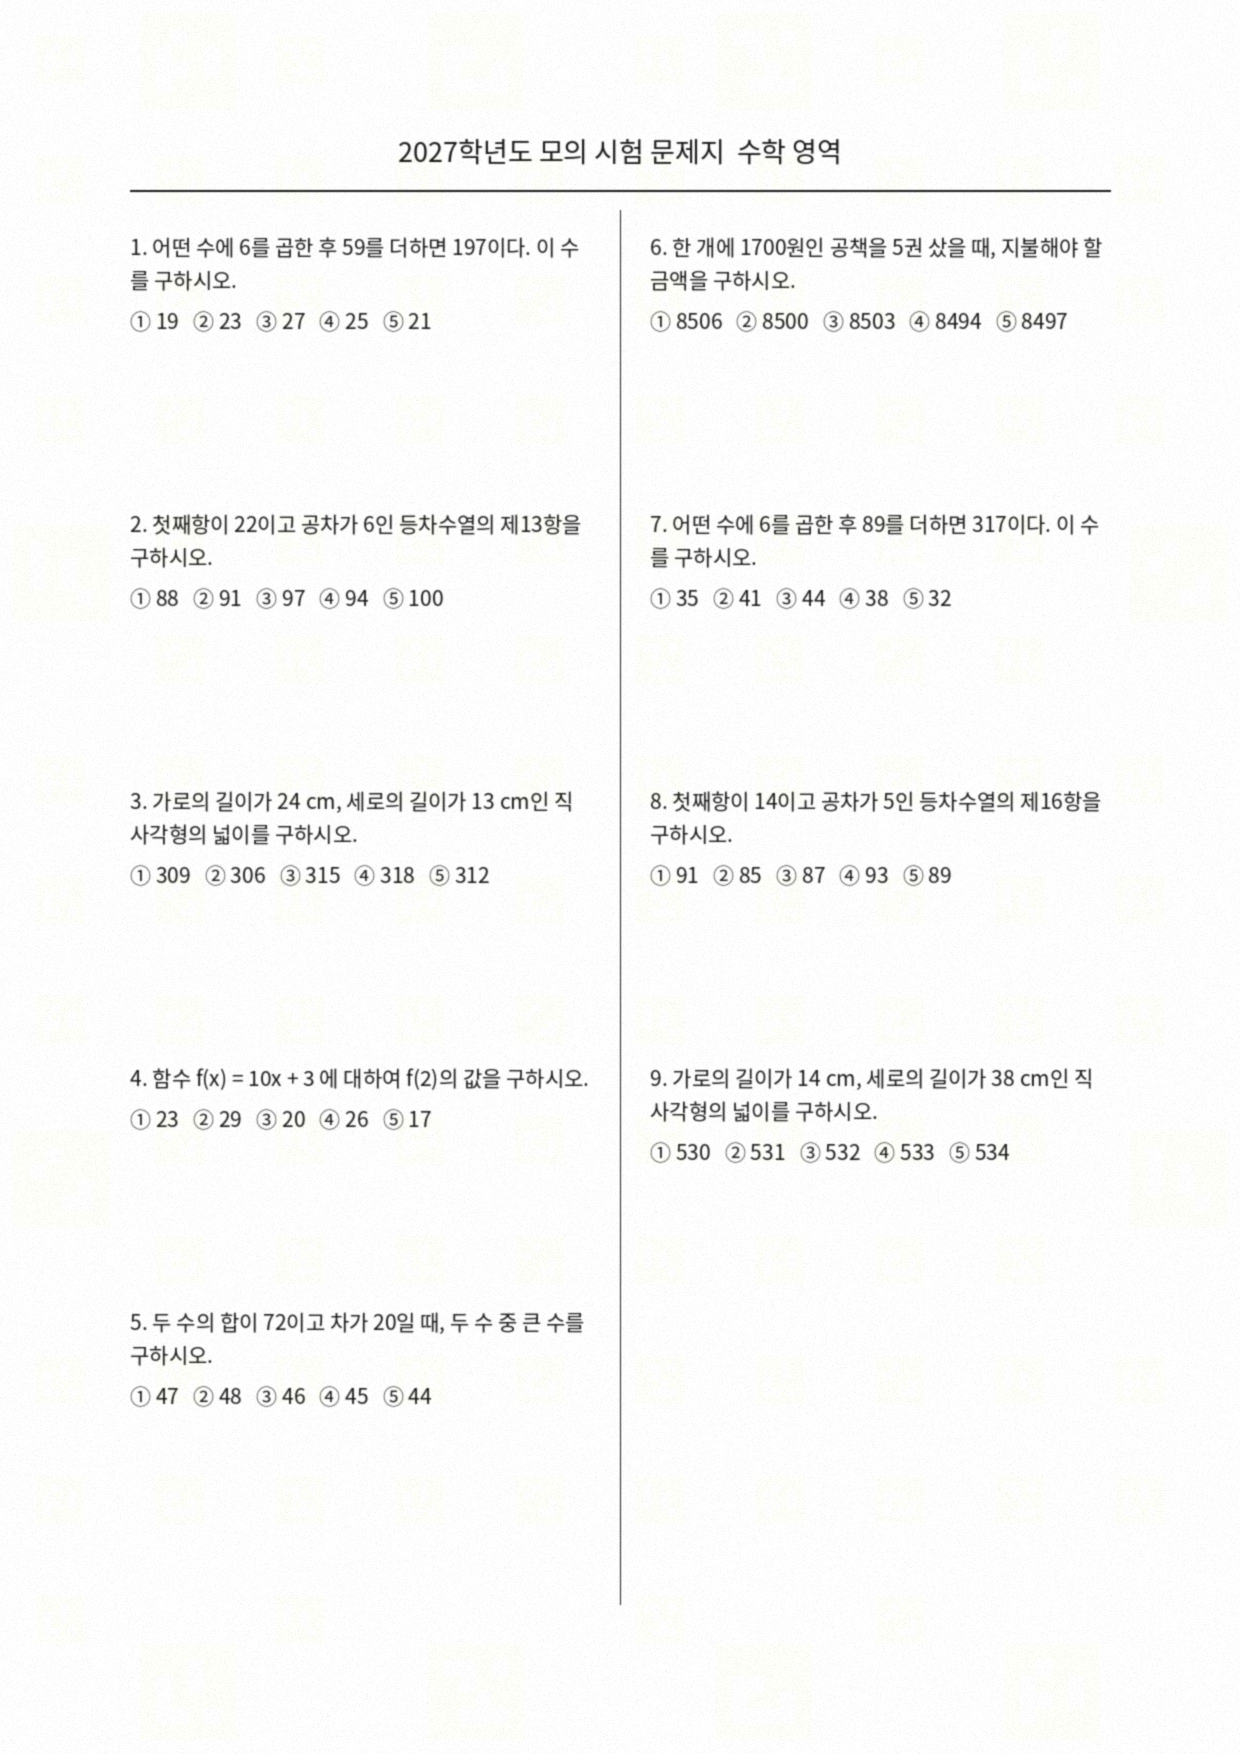 2027학년도 모의 시험 문제지 수학 영역
1. 어떤 수에 6를 곱한 후 59를 더하면 197이다. 이 수
를 구하시오.
① 19 ② 23 ③ 27 ④ 25 ⑤ 21
2. 첫째항이 22이고 공차가 6인 등차수열의 제13항을
구하시오.
① 88 ② 91 ③ 97 ④ 94 ⑤ 100
3. 가로의 길이가 24 cm, 세로의 길이가 13 cm인 직
사각형의 넓이를 구하시오.
① 309 ② 306 ③ 315 ④ 318 ⑤ 312
4. 함수 f(x) = 10x + 3 에 대하여 f(2)의 값을 구하시오.
① 23 ② 29 ③ 20 ④ 26 ⑤ 17
5. 두 수의 합이 72이고 차가 20일 때, 두 수 중 큰 수를
구하시오.
① 47 ② 48 ③ 46 ④ 45 ⑤ 44
6. 한 개에 1700원인 공책을 5권 샀을 때, 지불해야 할
금액을 구하시오.
① 8506 ② 8500 ③ 8503 ④ 8494 ⑤ 8497
7. 어떤 수에 6를 곱한 후 89를 더하면 317이다. 이 수
를 구하시오.
① 35 ② 41 ③ 44 ④ 38 ⑤ 32
8. 첫째항이 14이고 공차가 5인 등차수열의 제16항을
구하시오.
① 91 ② 85 ③ 87 ④ 93 ⑤ 89
9. 가로의 길이가 14 cm, 세로의 길이가 38 cm인 직
사각형의 넓이를 구하시오.
① 530 ② 531 ③ 532 ④ 533 ⑤ 534